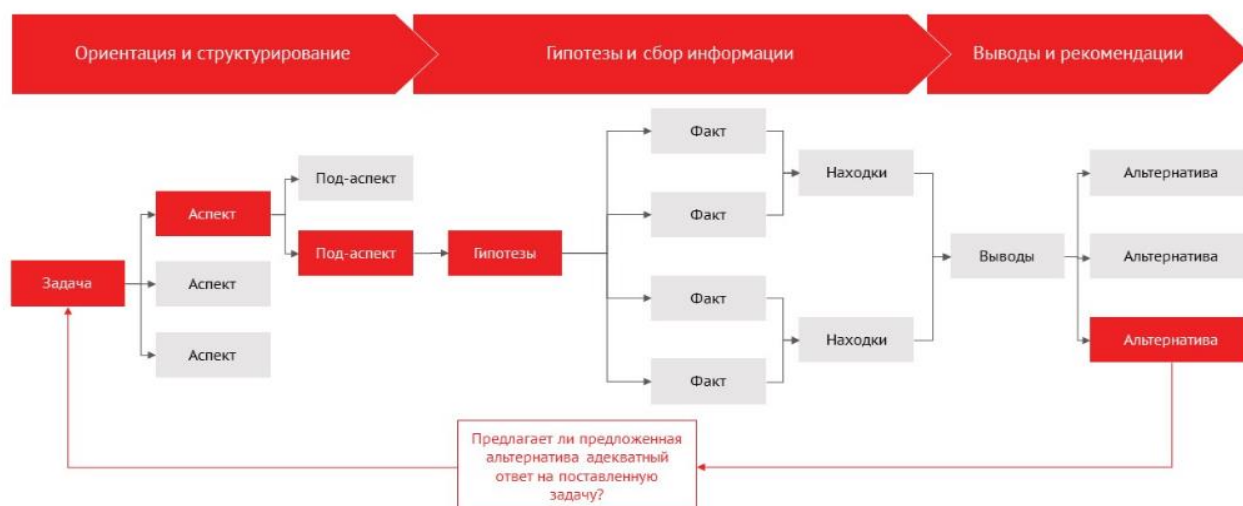 Ориентация и структурирование
Гипотезы и сбор информации
Выводы и рекомендации
Факт
Под-аспект
Находки
Альтернатива
Аспект
Факт
Под-аспект
Гипотезы
Задача
Выводы
Альтернатива
Аспект
Факт
Находки
Альтернатива
Аспект
Факт
Предлагает ли предложенная
альтернатива адекватный
ответ на поставленную
задачу?